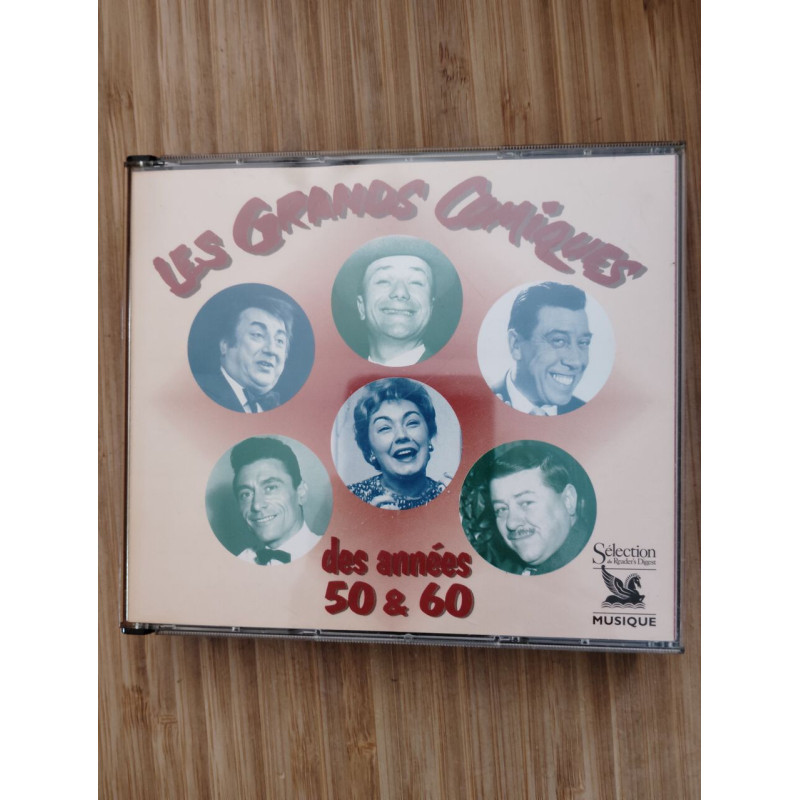 LES GRANDS COMIQUES
des années
50 & 60
Sélection
du Reader's Digest
MUSIQUE